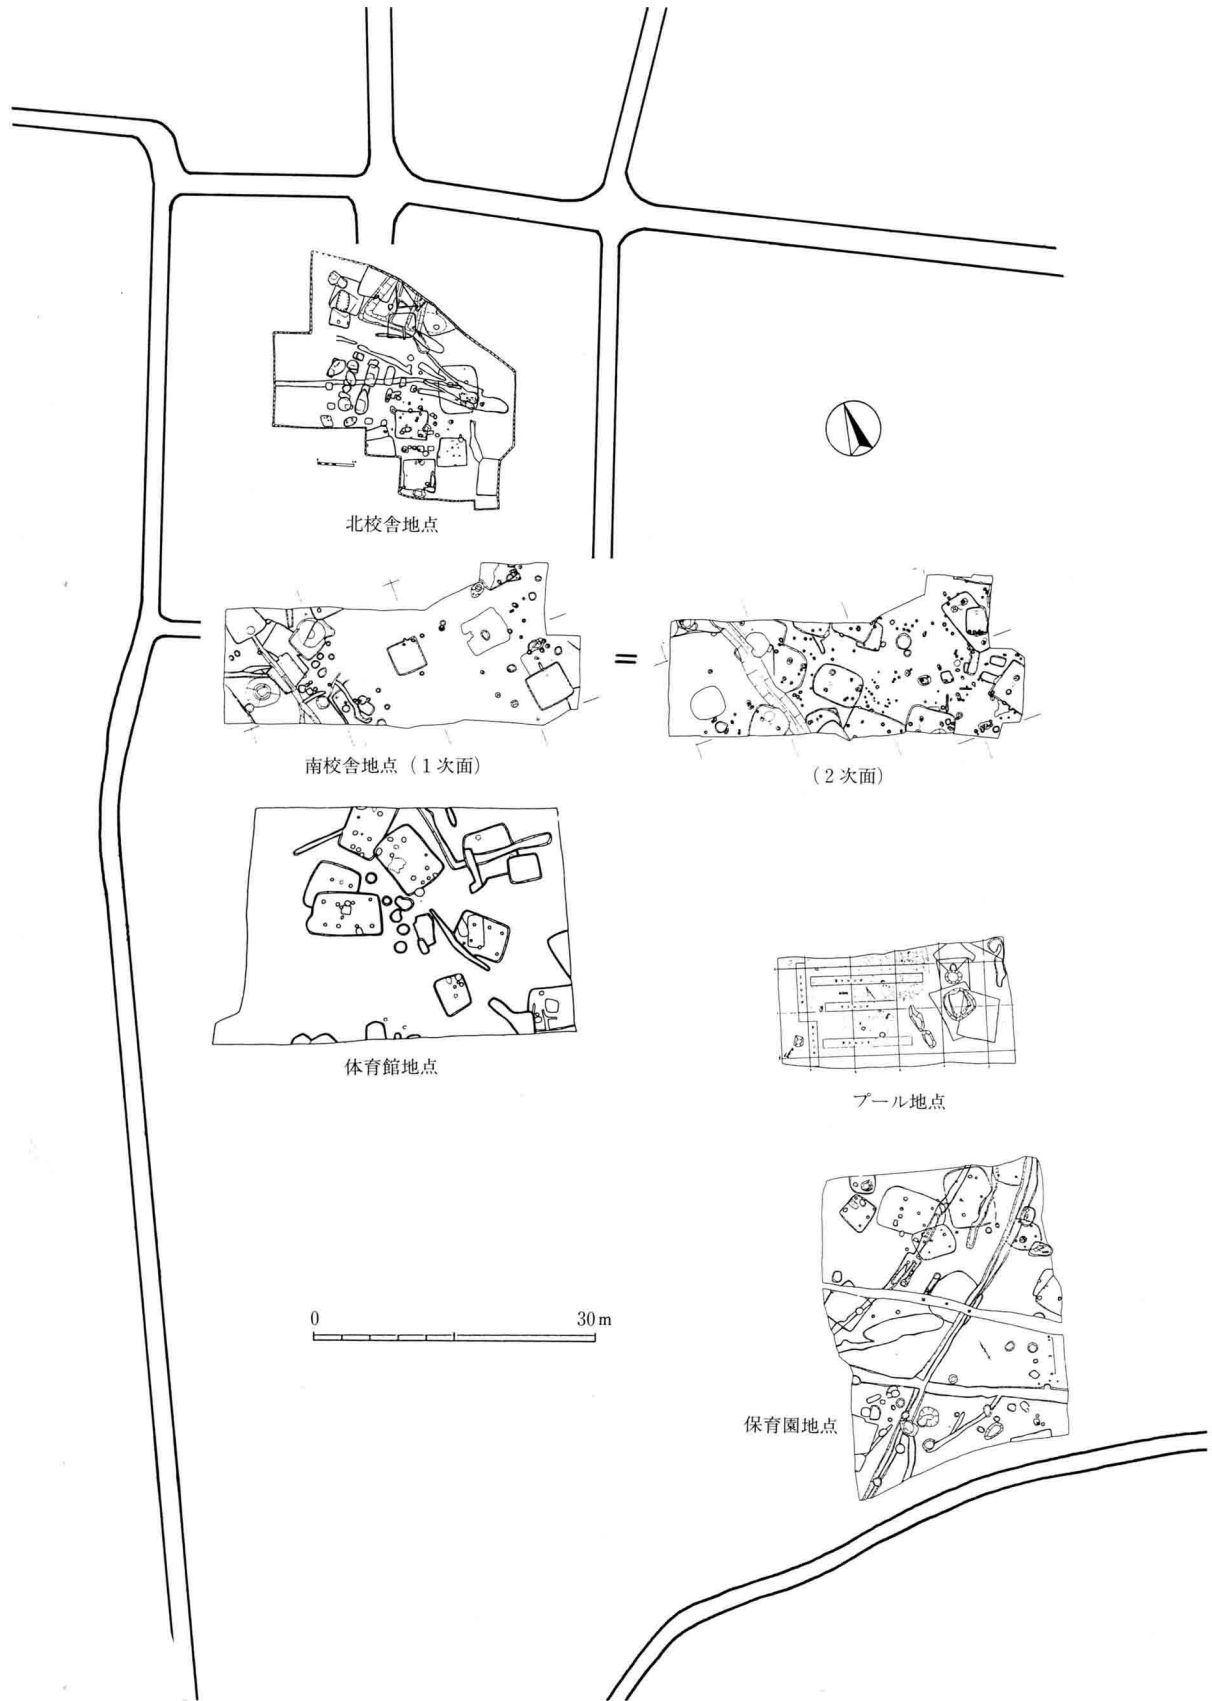 北校舎地点
南校舎地点（1次面）
=
（2次面）
体育館地点
プール地点
0 30m
保育園地点